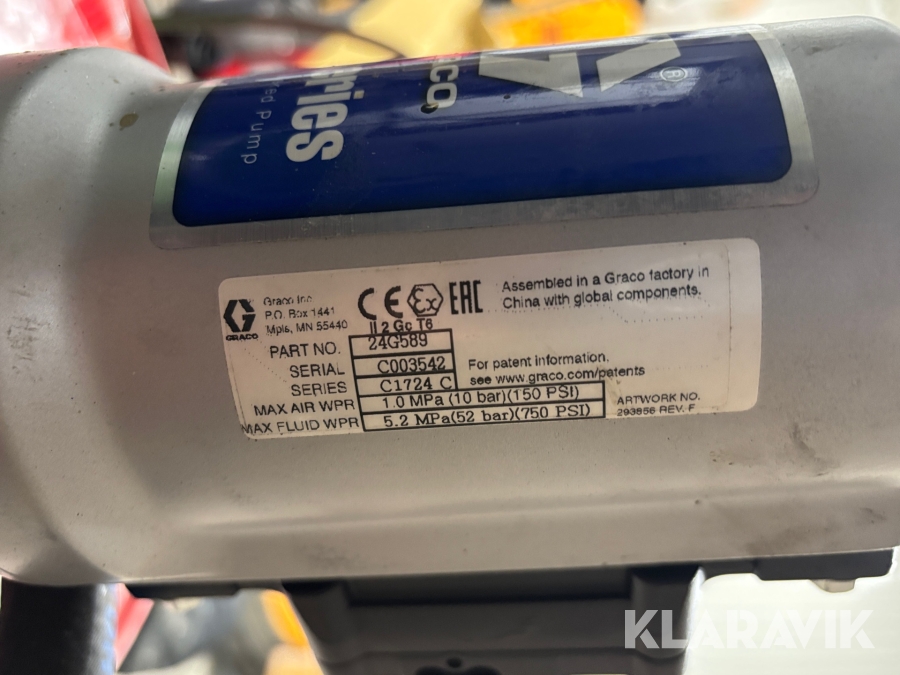 ®
CO.
ries
ed Pump
Graco Inc
P.O. Box 1441
Mpls, MN 55440
GRACO
CE Ex EAC
II 2 Gc T6
Assembled in a Graco factory in
China with global components.
PART NO. 24G589
SERIAL C003542
SERIES C1724 C
For patent information.
see www.graco.com/patents
MAX AIR WPR 1.0 MPa (10 bar)(150 PSI)
MAX FLUID WPR 5.2 MPa(52 bar)(750 PSI)
ARTWORK NO.
293856 REV. F
KLARAVIK